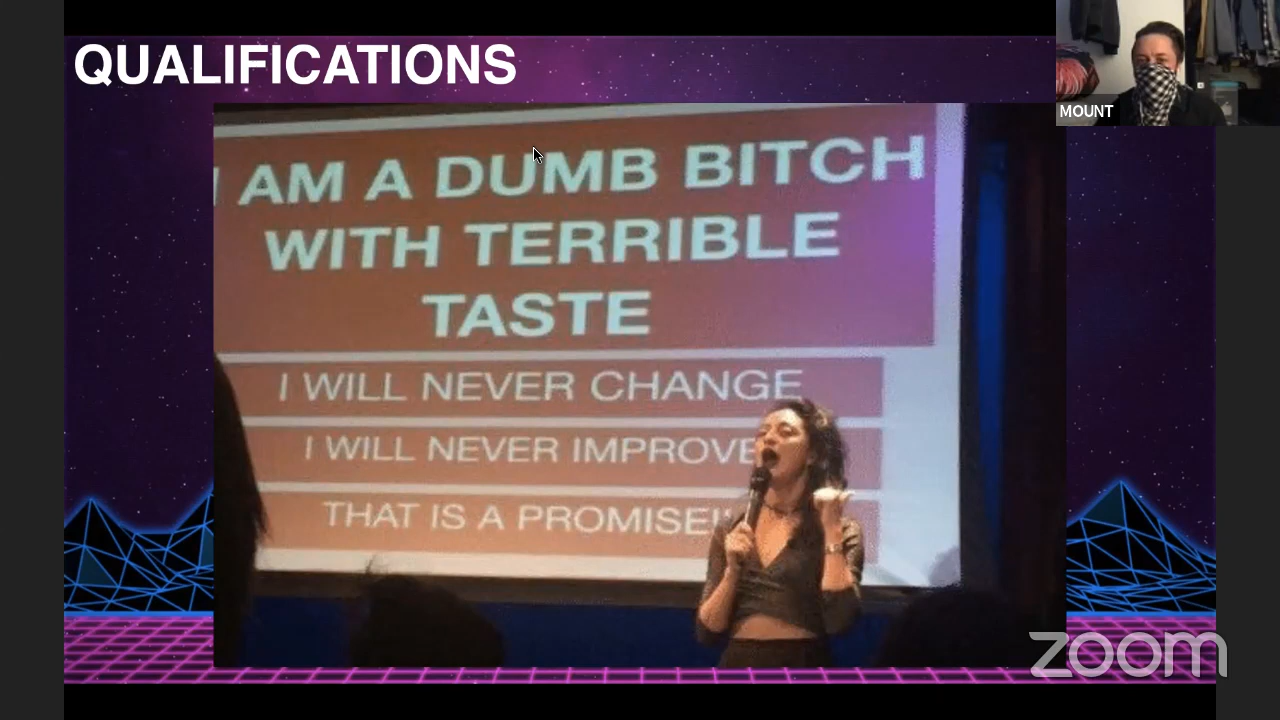 QUALIFICATIONS
MOUNT
I AM A DUMB BITCH
WITH TERRIBLE
TASTE
I WILL NEVER CHANGE
I WILL NEVER IMPROVE
THAT IS A PROMISE!!
zoom